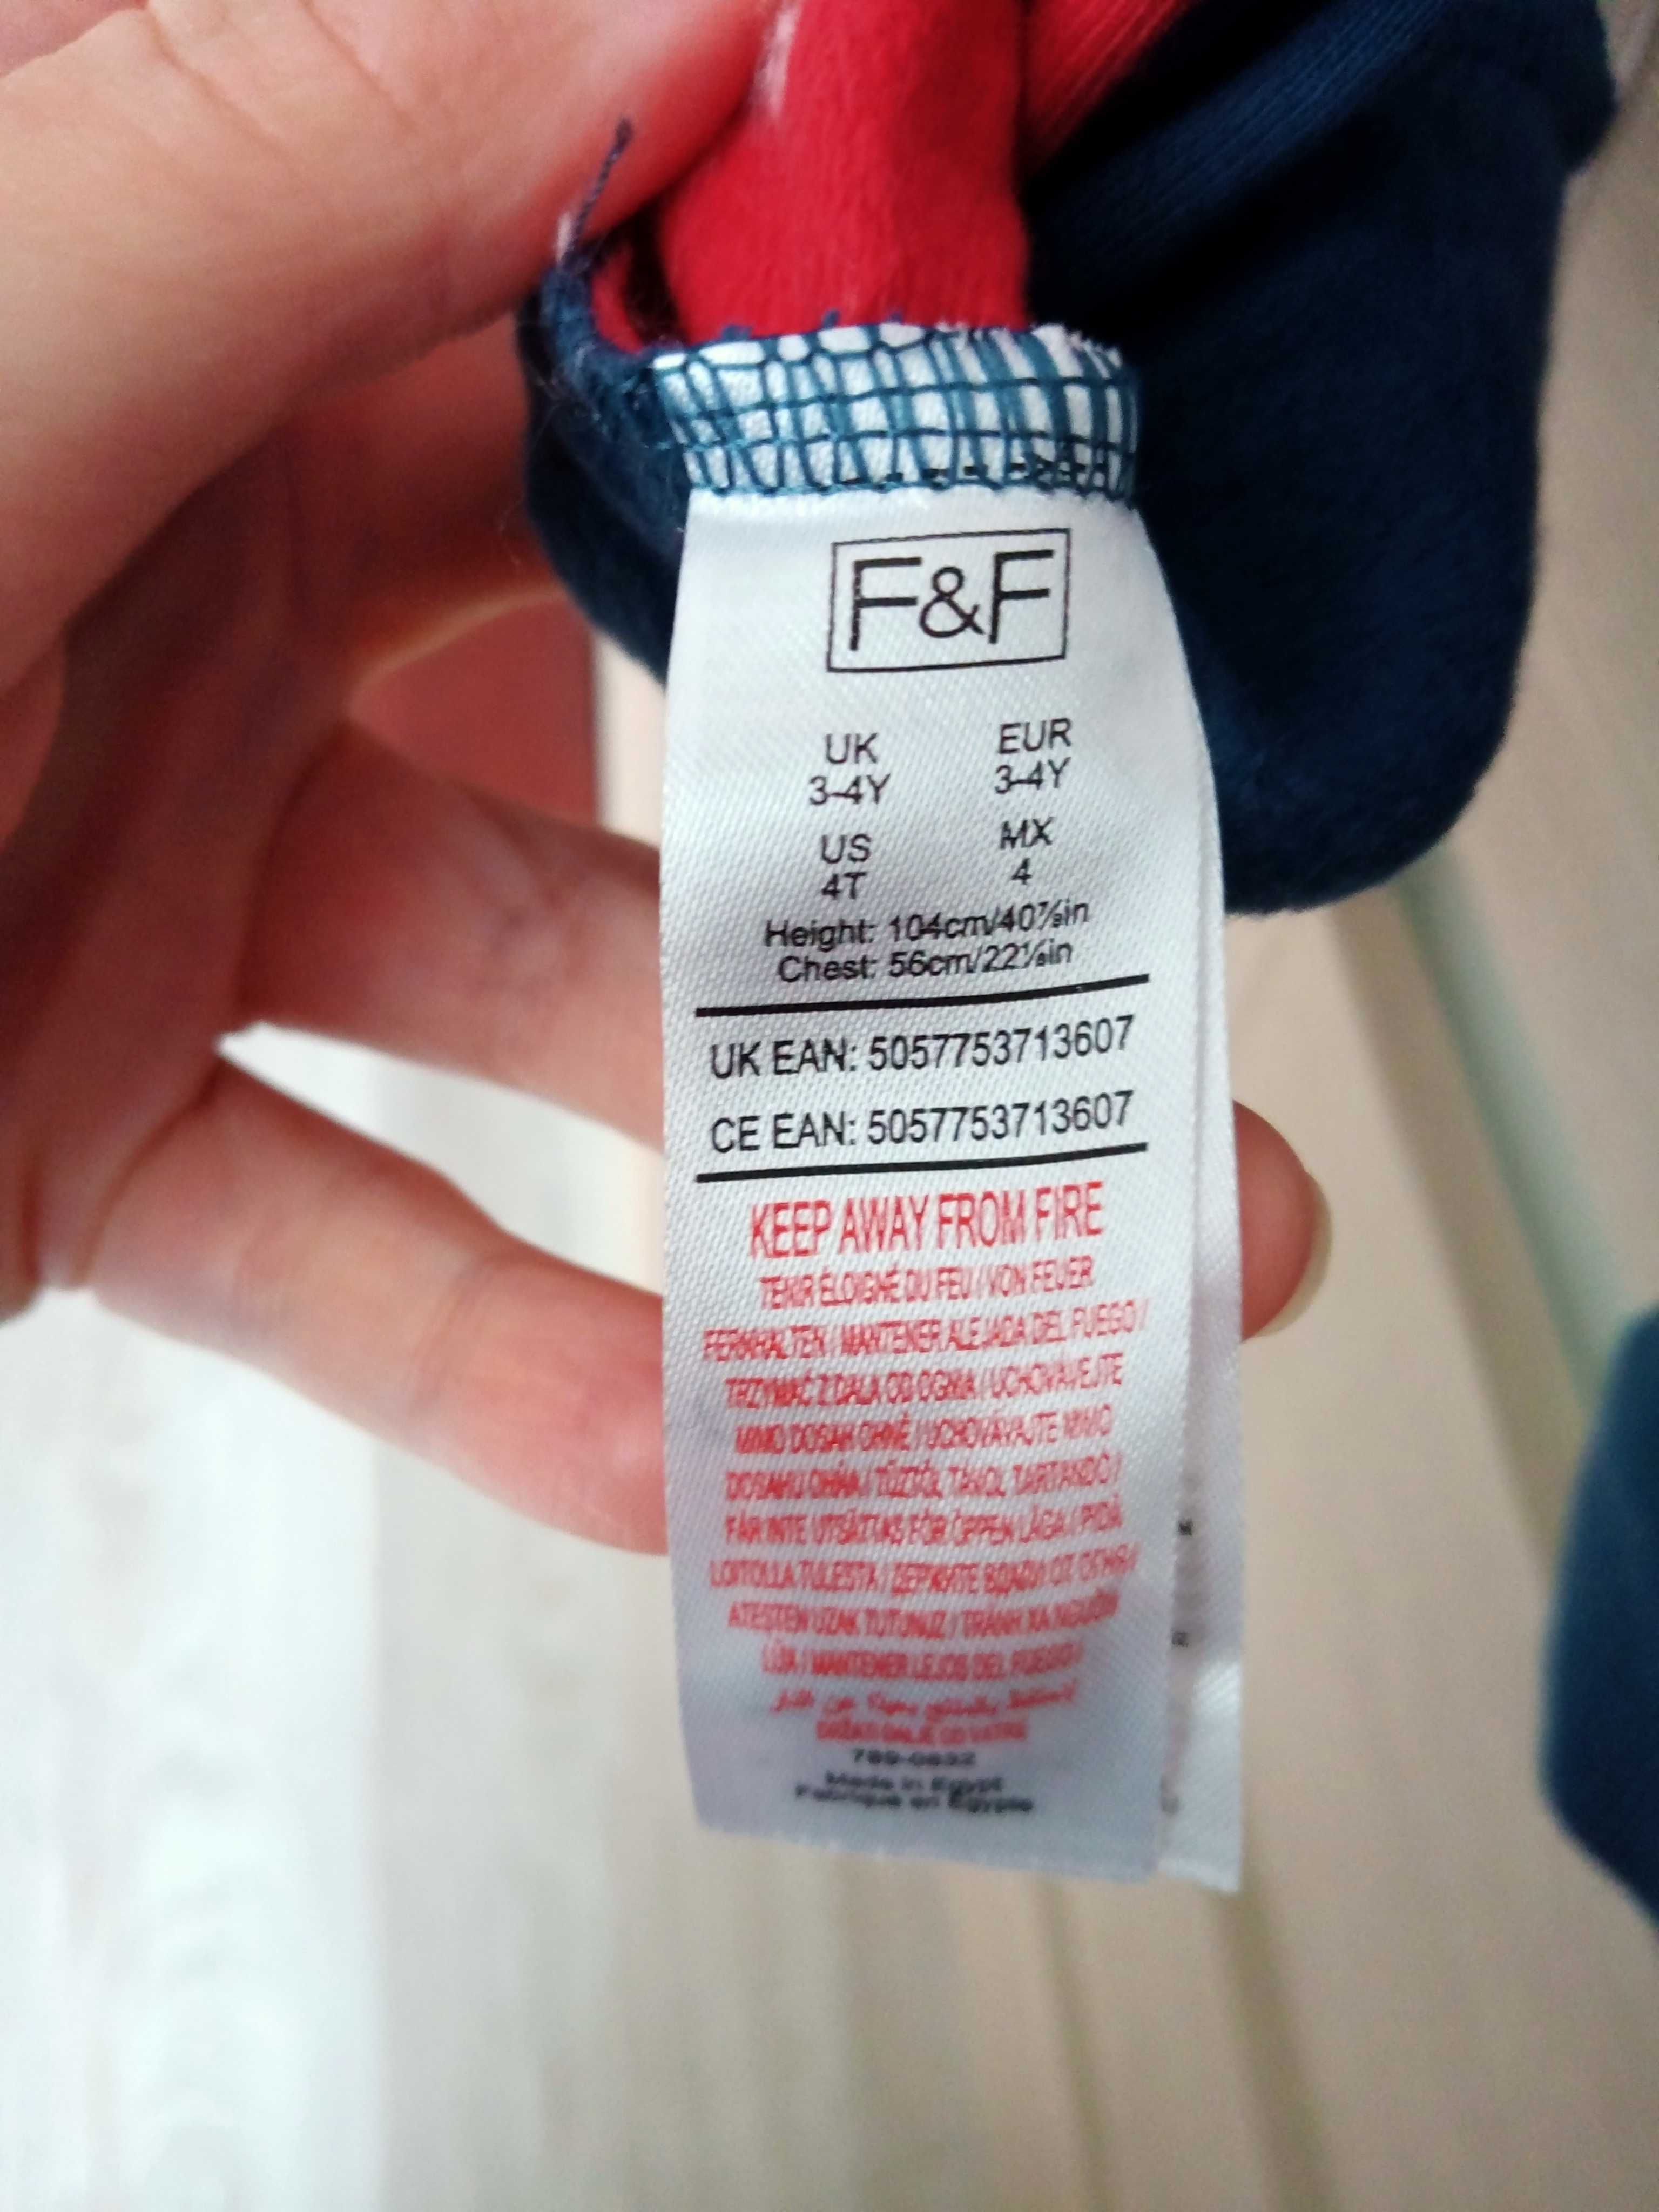 F&F
UK EUR
3-4Y 3-4Y
US MX
4T 4
Height: 104cm/40⅞in
Chest: 56cm/22⅛in
UK EAN: 5057753713607
CE EAN: 5057753713607
KEEP AWAY FROM FIRE
TENIR ÉLOIGNÉ DU FEU / VON FEUER
FERNHALTEN / MANTENER ALEJADA DEL FUEGO /
TRZYMAĆ Z DALA OD OGNIA / UCHOVÁVEJTE
MIMO DOSAH OHNĚ / UCHOVÁVAJTE MIMO
DOSAHU OHŇA / TŰZTŐL TÁVOL TARTANDÓ /
FÅR INTE UTSÄTTAS FÖR ÖPPEN LÅGA / PIDÄ
LOITOLLA TULESTA / ДЕРЖИТЕ ВДАЛИ ОТ ОГНЯ /
ATEŞTEN UZAK TUTUNUZ / TRÁNH XA NGUỒN
LỬA / MANTENER LEJOS DEL FUEGO /
DRŽATI DALJE OD VATRE
Made in Egypt
Fabriqué en Égypte